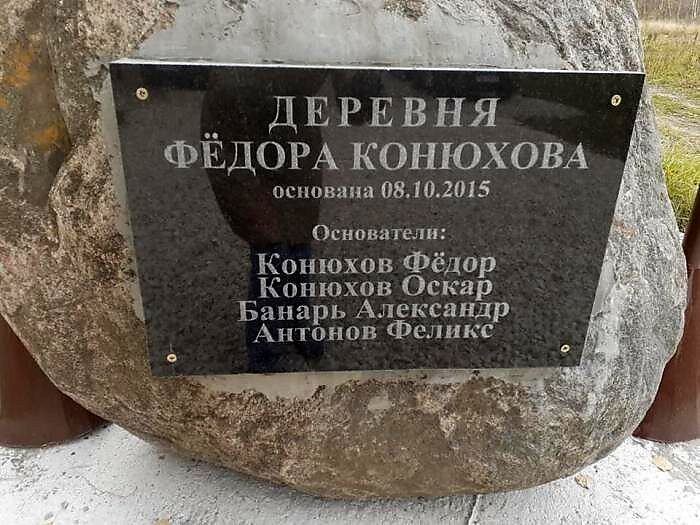 ДЕРЕВНЯ
ФЁДОРА КОНЮХОВА
основана 08.10.2015
Основатели:
Конюхов Фёдор
Конюхов Оскар
Банарь Александр
Антонов Феликс